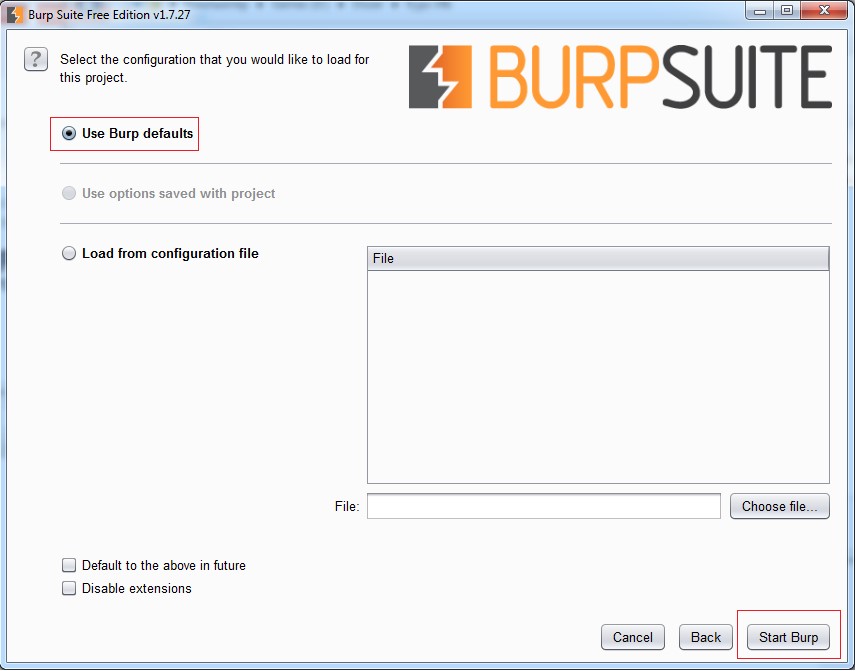 Burp Suite Free Edition v1.7.27
?
Select the configuration that you would like to load for
this project.
BURPSUITE
Use Burp defaults
Use options saved with project
Load from configuration file
File
File:
Choose file...
Default to the above in future
Disable extensions
Cancel
Back
Start Burp